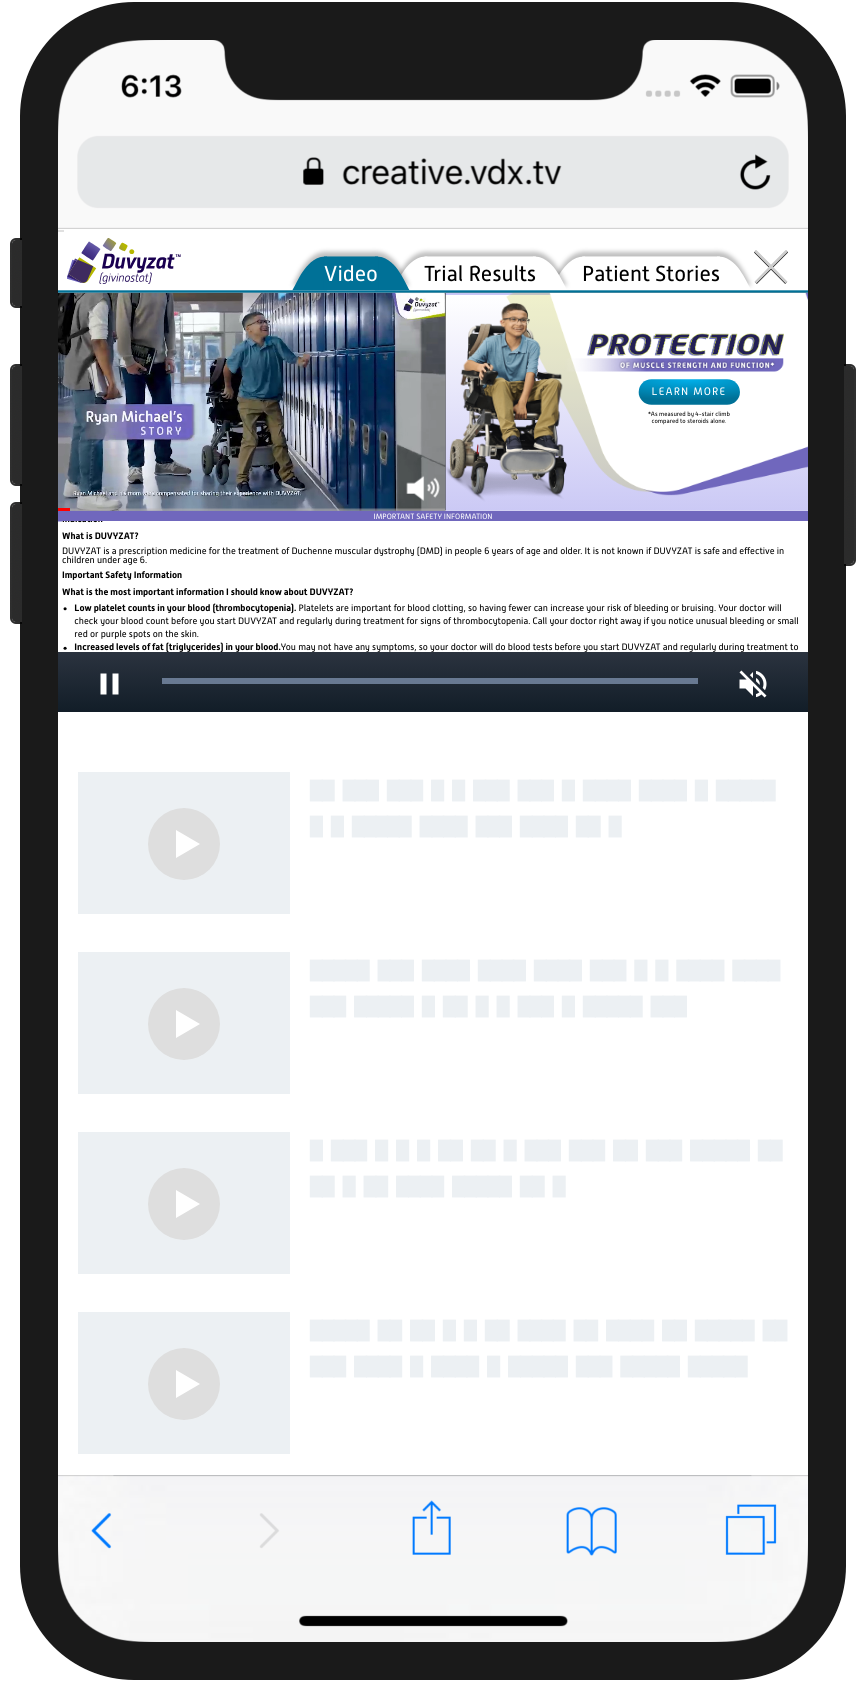 6:13
creative.vdx.tv
Duvyzat™
[givinostat]
Video
Trial Results
Patient Stories
Duvyzat™
[givinostat]
Ryan Michael's
STORY
Ryan Michael and his mom were compensated for sharing their experience with DUVYZAT.
PROTECTION
OF MUSCLE STRENGTH AND FUNCTION*
LEARN MORE
*As measured by 4-stair climb
compared to steroids alone.
IMPORTANT SAFETY INFORMATION
Indication
What is DUVYZAT?
DUVYZAT is a prescription medicine for the treatment of Duchenne muscular dystrophy [DMD] in people 6 years of age and older. It is not known if DUVYZAT is safe and effective in
children under age 6.
Important Safety Information
What is the most important information I should know about DUVYZAT?
• Low platelet counts in your blood [thrombocytopenia]. Platelets are important for blood clotting, so having fewer can increase your risk of bleeding or bruising. Your doctor will
check your blood count before you start DUVYZAT and regularly during treatment for signs of thrombocytopenia. Call your doctor right away if you notice unusual bleeding or small
red or purple spots on the skin.
• Increased levels of fat [triglycerides] in your blood.You may not have any symptoms, so your doctor will do blood tests before you start DUVYZAT and regularly during treatment to